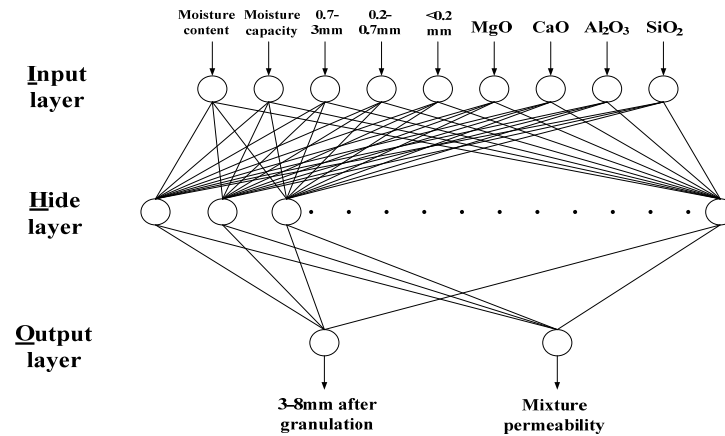 Moisture content
Moisture capacity
0.7-
3mm
0.2-
0.7mm
<0.2
mm
MgO
CaO
Al₂O₃
SiO₂
Input
layer
Hide
layer
Output
layer
3-8mm after
granulation
Mixture
permeability